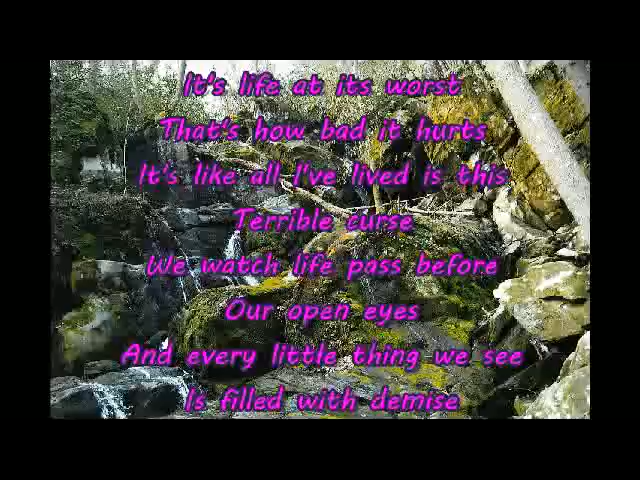 It's life at its worst
That's how bad it hurts
It's like all I've lived is this
Terrible curse
We watch life pass before
Our open eyes
And every little thing we see
Is filled with demise